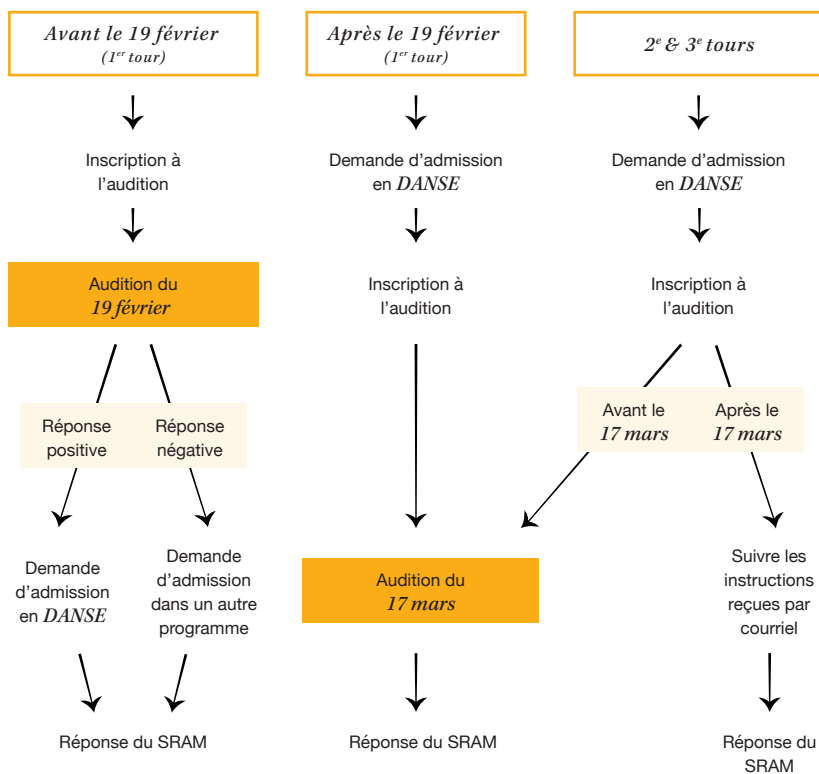 Avant le 19 février
(1er tour)
Inscription à
l'audition
Audition du
19 février
Réponse
positive
Réponse
négative
Demande
d'admission
en DANSE
Demande
d'admission
dans un autre
programme
Réponse du SRAM
Après le 19 février
(1er tour)
Demande d'admission
en DANSE
Inscription à
l'audition
Audition du
17 mars
Réponse du SRAM
2e & 3e tours
Demande d'admission
en DANSE
Inscription à
l'audition
Avant le
17 mars
Après le
17 mars
Suivre les
instructions
reçues par
courriel
Réponse du
SRAM